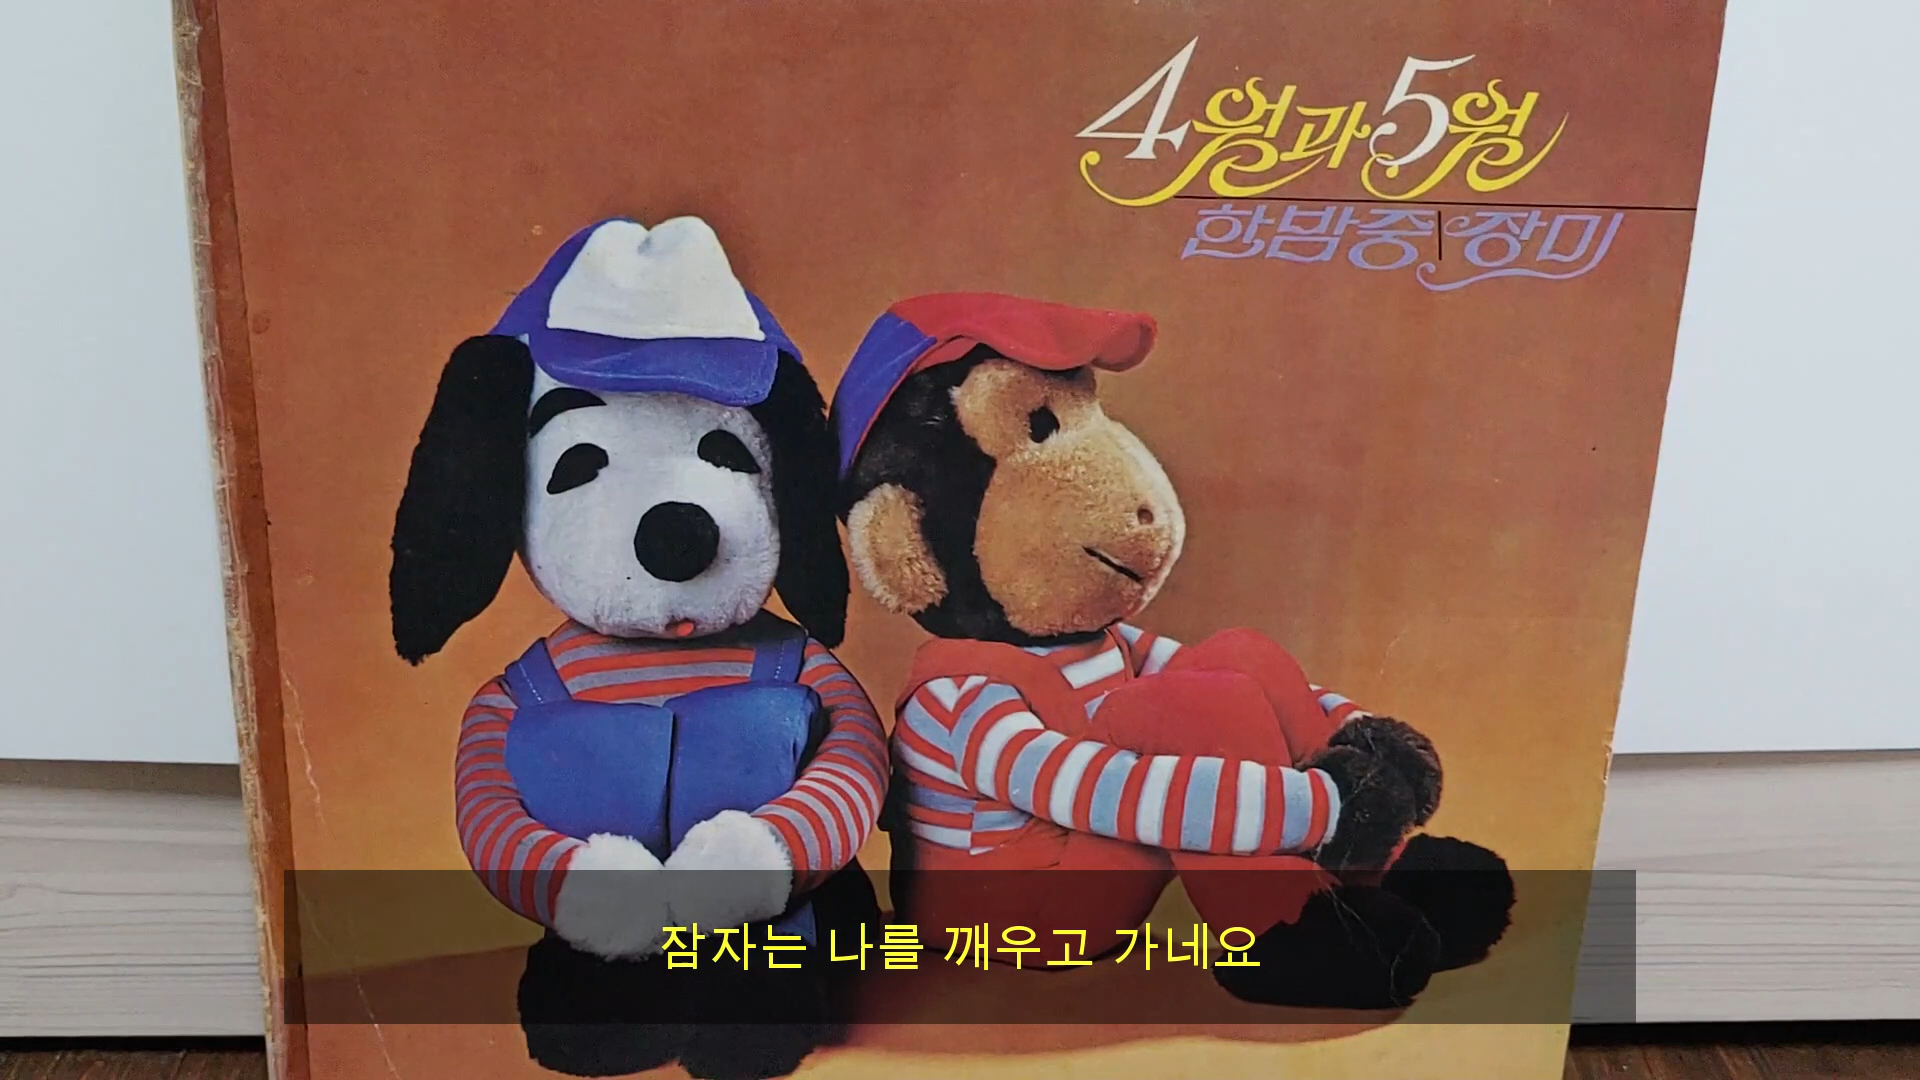 4월과5월
한밤중 장미
잠자는 나를 깨우고 가네요